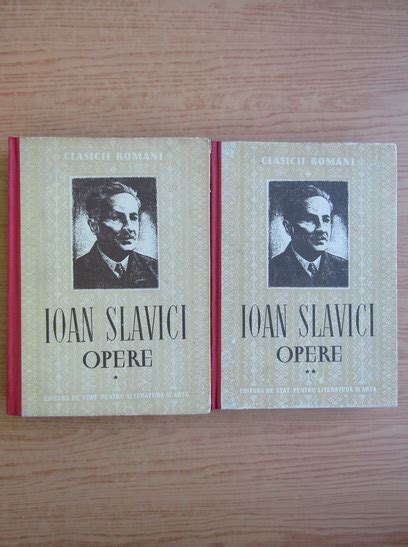 CLASICII ROMÂNI
IOAN SLAVICI
OPERE
*
EDITURA DE STAT PENTRU LITERATURĂ ȘI ARTĂ
CLASICII ROMÂNI
IOAN SLAVICI
OPERE
**
EDITURA DE STAT PENTRU LITERATURĂ ȘI ARTĂ